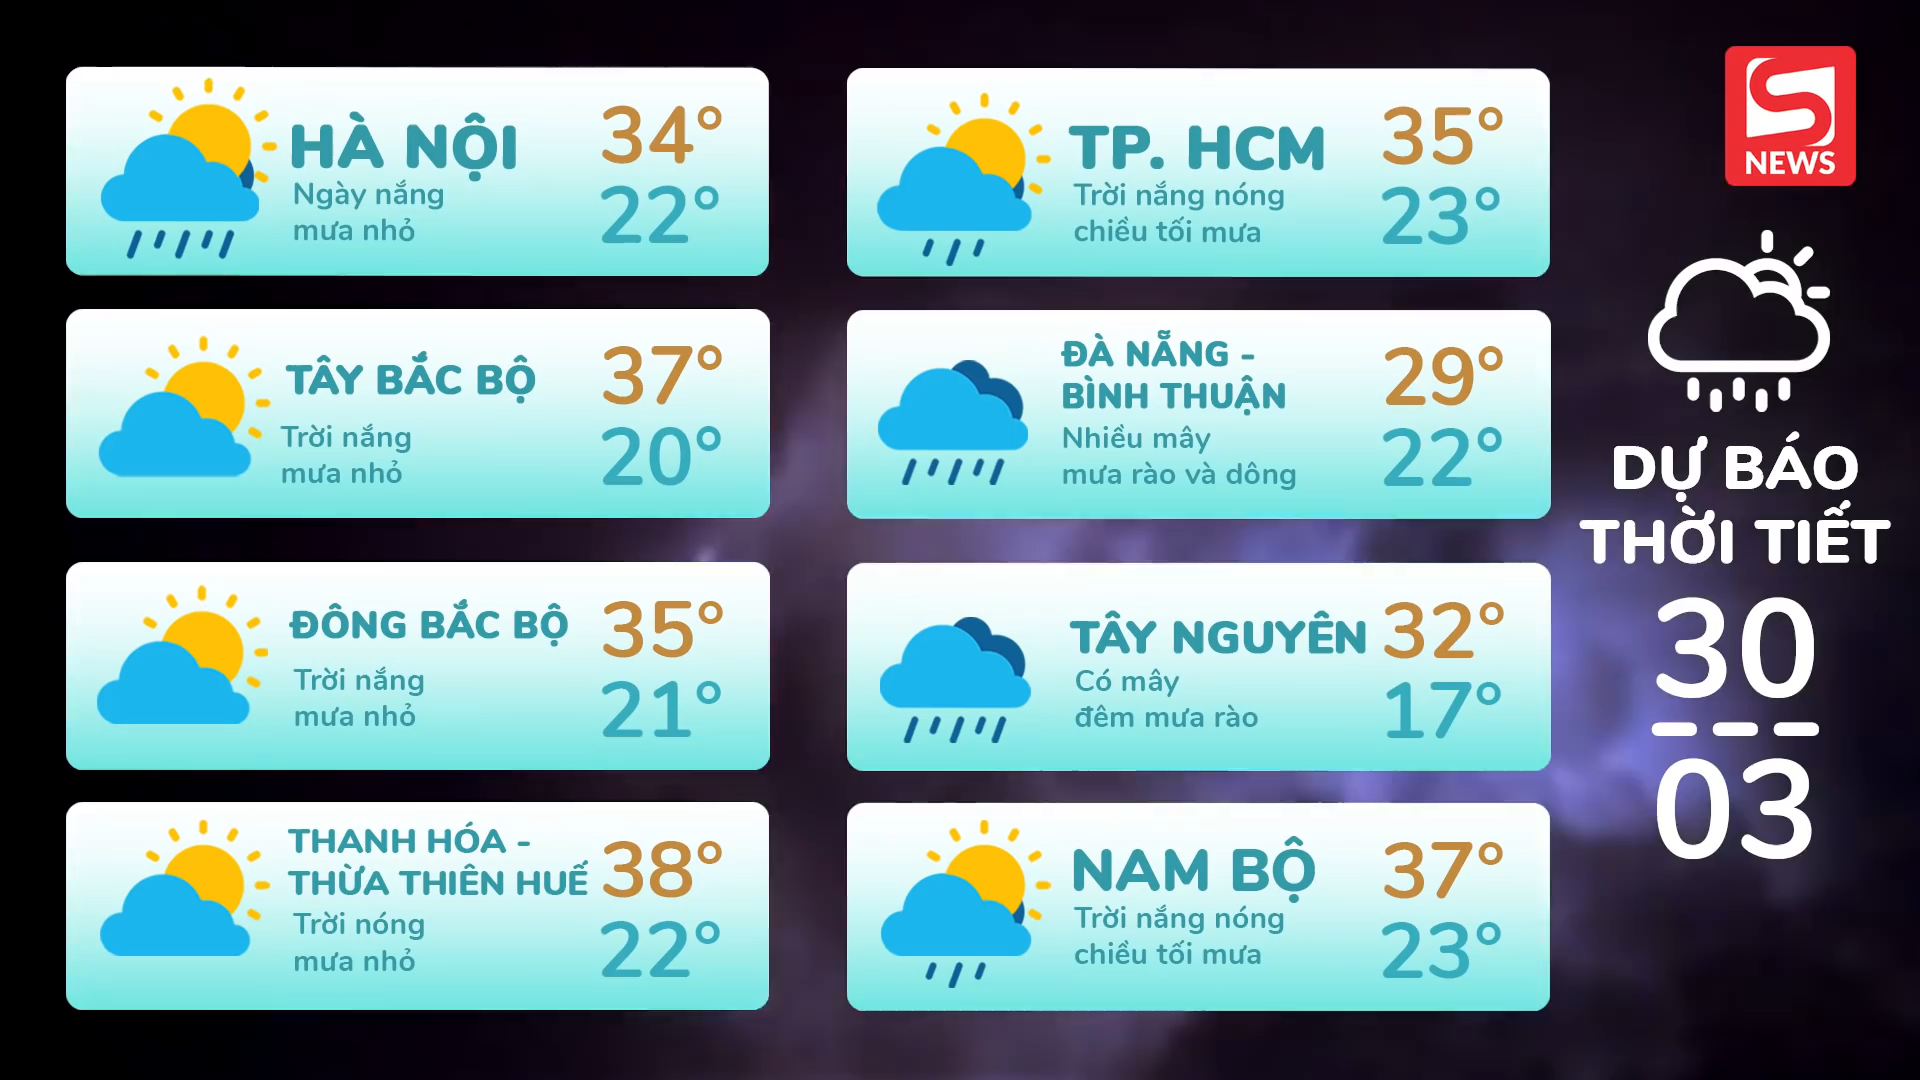 HÀ NỘI
Ngày nắng
mưa nhỏ
34°
22°
TP. HCM
Trời nắng nóng
chiều tối mưa
35°
23°
TÂY BẮC BỘ
Trời nắng
mưa nhỏ
37°
20°
ĐÀ NẴNG -
BÌNH THUẬN
Nhiều mây
mưa rào và dông
29°
22°
ĐÔNG BẮC BỘ
Trời nắng
mưa nhỏ
35°
21°
TÂY NGUYÊN
Có mây
đêm mưa rào
32°
17°
THANH HÓA -
THỪA THIÊN HUẾ
Trời nóng
mưa nhỏ
38°
22°
NAM BỘ
Trời nắng nóng
chiều tối mưa
37°
23°
S
NEWS
DỰ BÁO
THỜI TIẾT
30
03